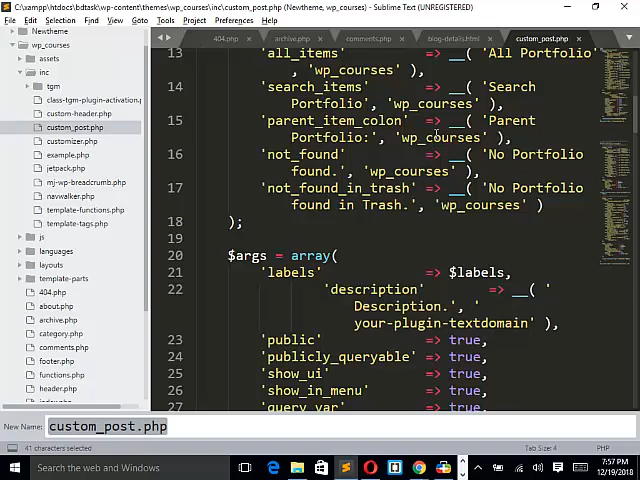 C:\xampp\htdocs\bdtask\wp-content\themes\wp_courses\inc\custom_post.php (Newtheme, wp_courses) - Sublime Text (UNREGISTERED)
File Edit Selection Find View Goto Tools Project Preferences Help
Newtheme
wp_courses
assets
inc
tgm
class-tgm-plugin-activation.p
custom-header.php
custom_post.php
customizer.php
example.php
jetpack.php
mj-wp-breadcrumb.php
navwalker.php
template-functions.php
template-tags.php
js
languages
layouts
template-parts
404.php
about.php
archive.php
category.php
comments.php
footer.php
functions.php
header.php
index.php
404.php archive.php comments.php blog-details.html custom_post.php
13 'all_items' => __( 'All Portfolio'
, 'wp_courses' ),
14 'search_items' => __( 'Search
Portfolio', 'wp_courses' ),
15 'parent_item_colon' => __( 'Parent
Portfolio:', 'wp_courses' ),
16 'not_found' => __( 'No Portfolio
found.', 'wp_courses' ),
17 'not_found_in_trash' => __( 'No Portfolio
found in Trash.', 'wp_courses' )
18 );
19
20 $args = array(
21 'labels' => $labels,
22 'description' => __( '
Description.', '
your-plugin-textdomain' ),
23 'public' => true,
24 'publicly_queryable' => true,
25 'show_ui' => true,
26 'show_in_menu' => true,
27 'query_var' => true,
New Name: custom_post.php
41 characters selected Tab Size: 4 PHP
Search the web and Windows
7:57 PM
12/19/2018